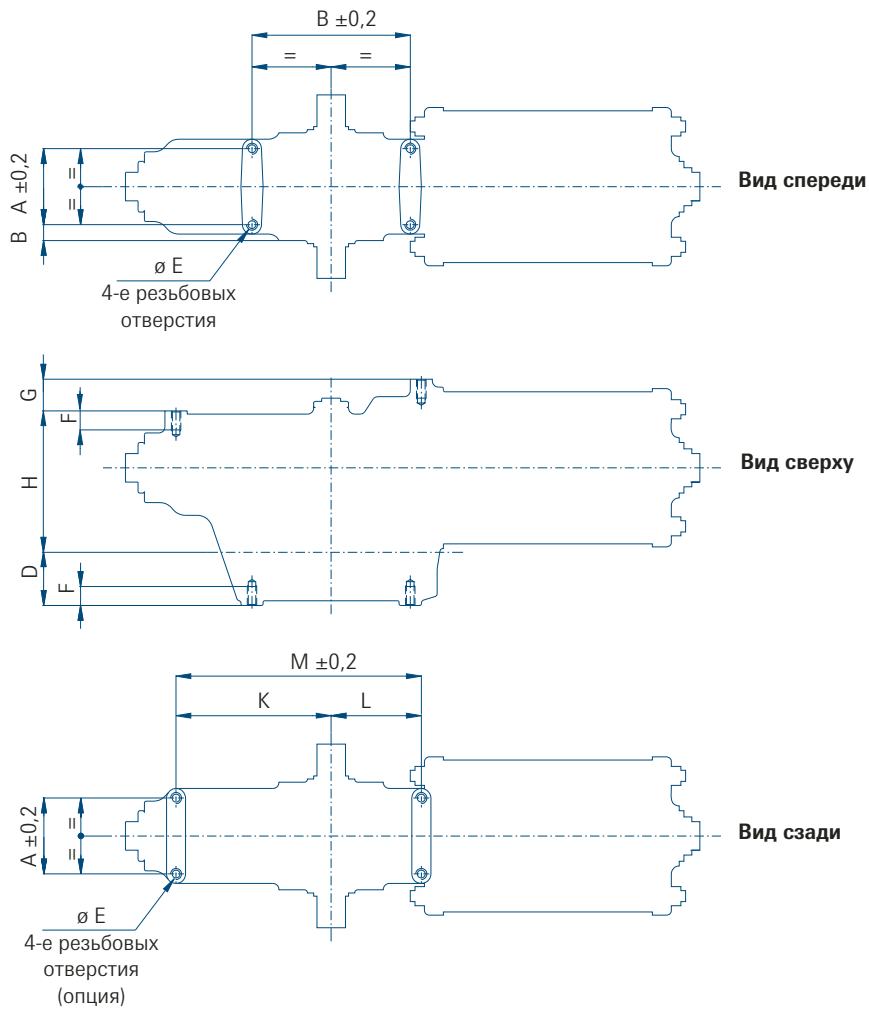 B ±0,2
=
=
A ±0,2
=
=
B
ø E
4-е резьбовых
отверстия
Вид спереди
G
F
H
D
F
Вид сверху
M ±0,2
K
L
A ±0,2
=
=
ø E
4-е резьбовых
отверстия
(опция)
Вид сзади